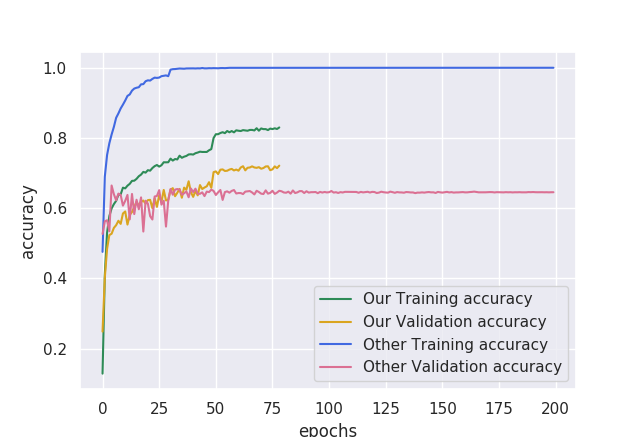 1.0
0.8
0.6
0.4
0.2
accuracy
0 25 50 75 100 125 150 175 200
epochs
Our Training accuracy
Our Validation accuracy
Other Training accuracy
Other Validation accuracy